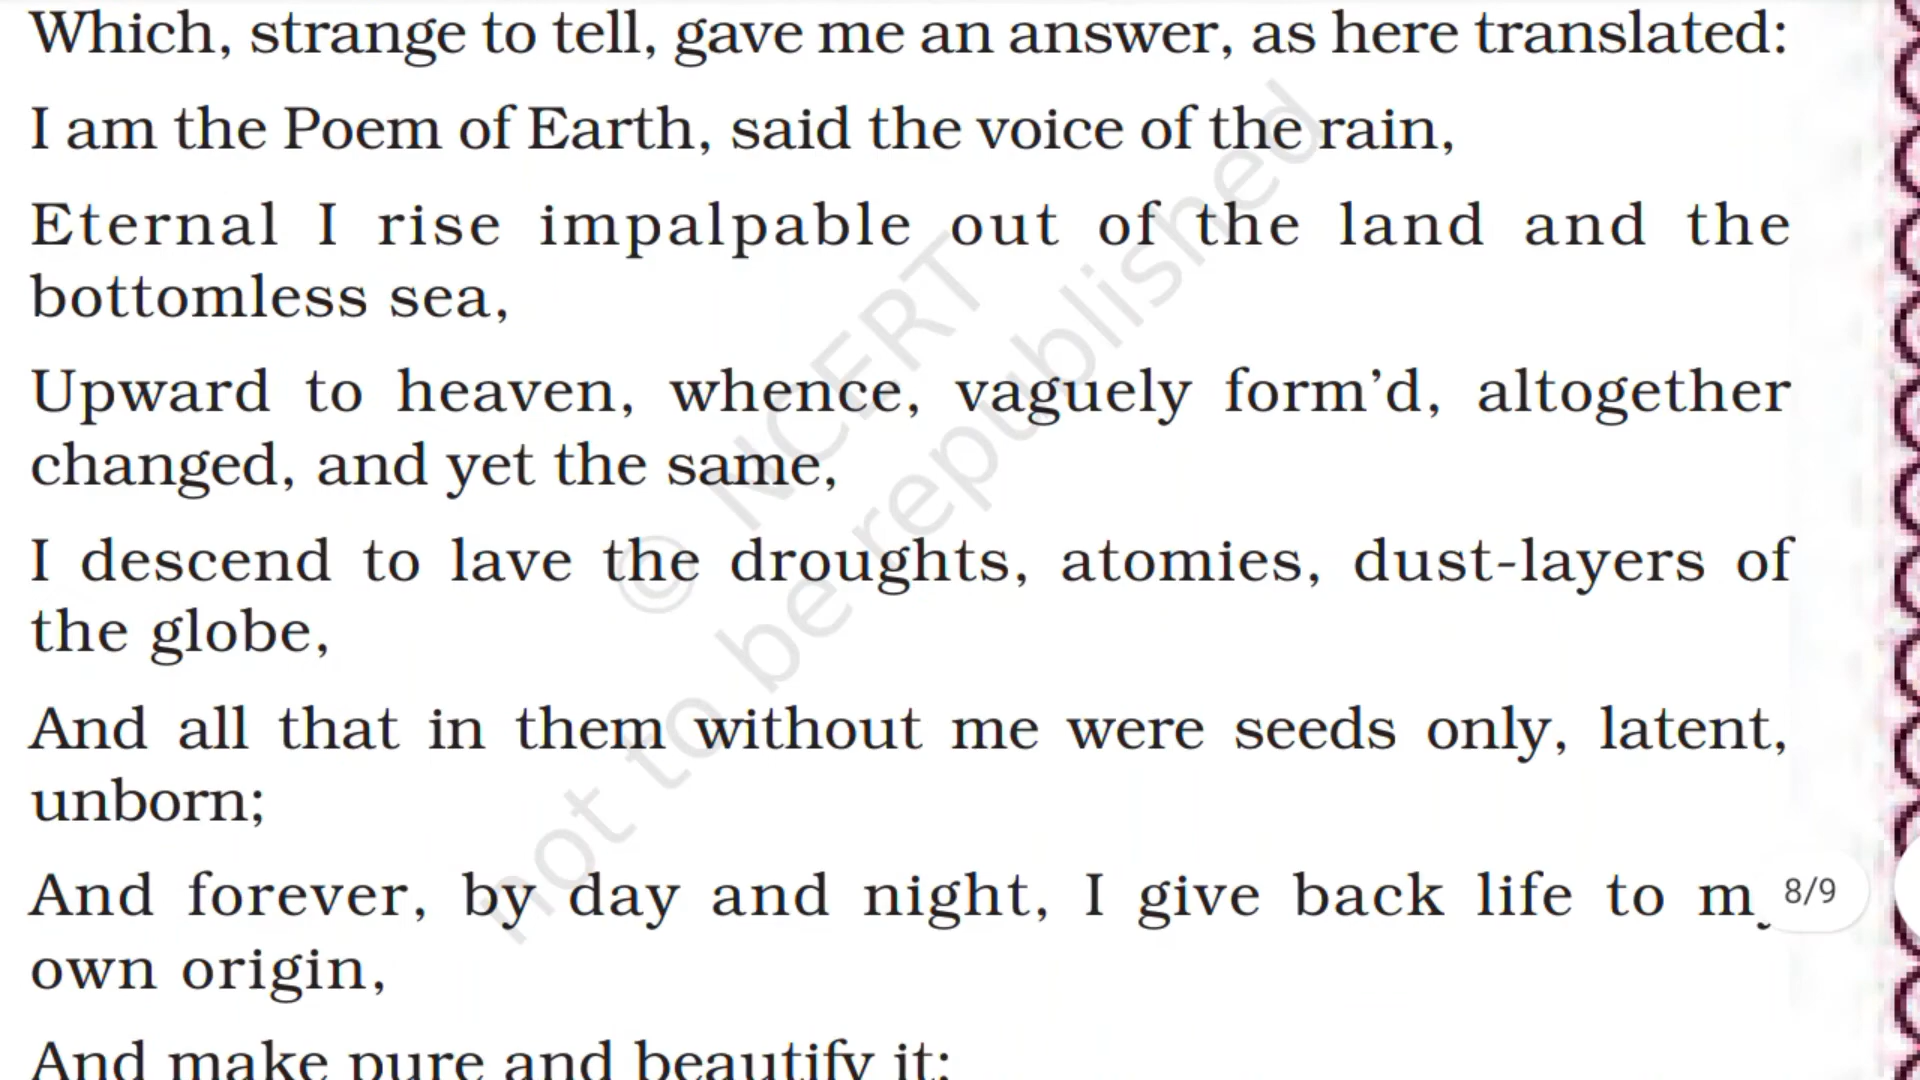 Which, strange to tell, gave me an answer, as here translated:
I am the Poem of Earth, said the voice of the rain,
Eternal I rise impalpable out of the land and the
bottomless sea,
Upward to heaven, whence, vaguely form’d, altogether
changed, and yet the same,
I descend to lave the droughts, atomies, dust-layers of
the globe,
And all that in them without me were seeds only, latent,
unborn;
And forever, by day and night, I give back life to my
own origin,
And make pure and beautify it;
8/9
© NCERT
not to be republished